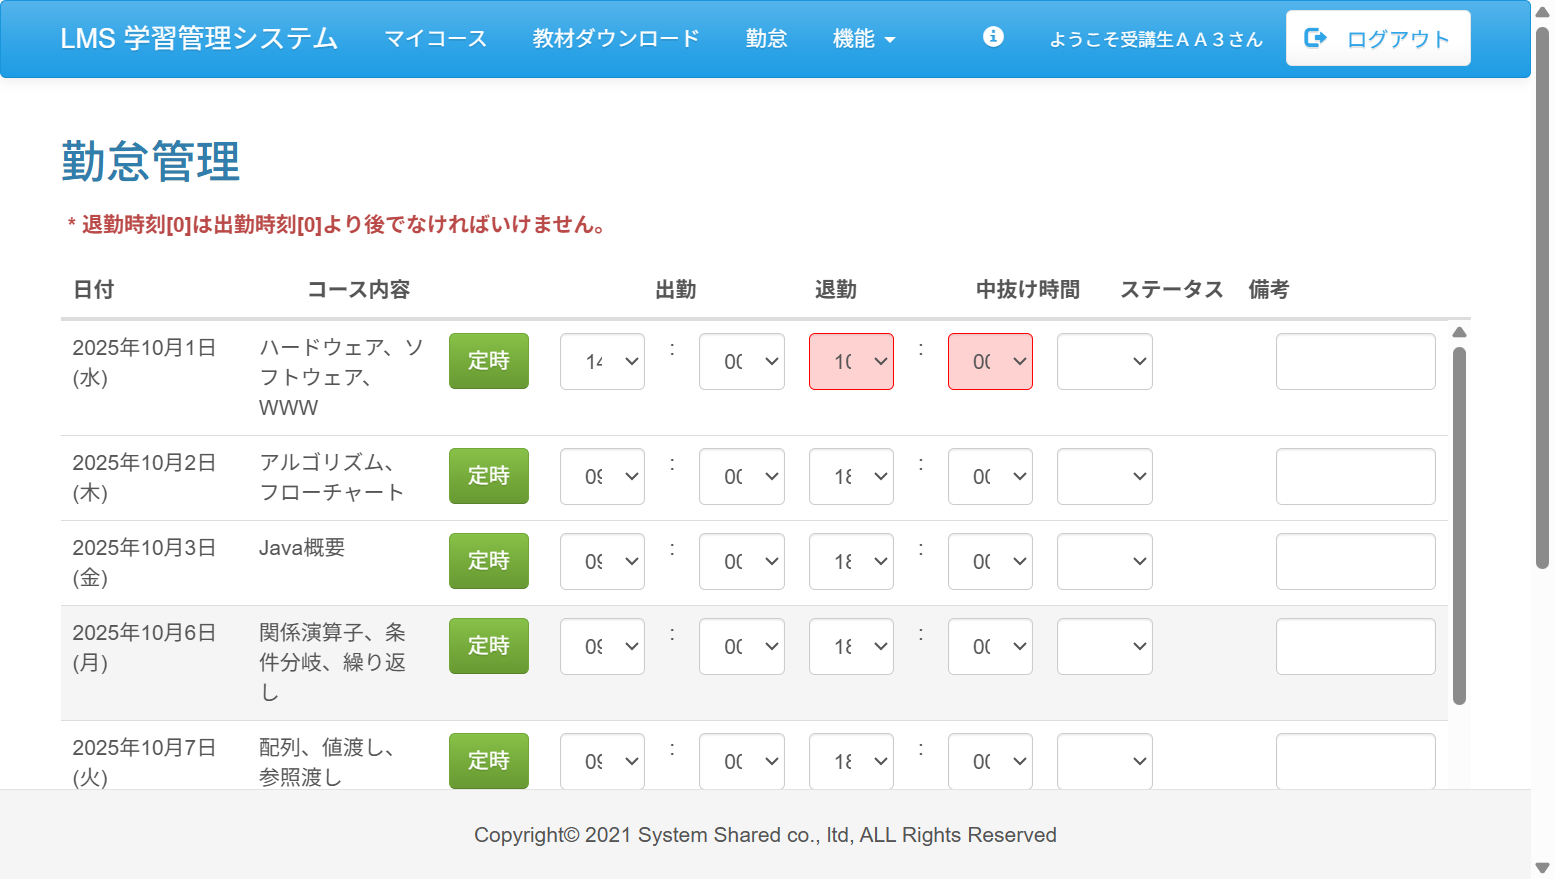 LMS 学習管理システム マイコース 教材ダウンロード 勤怠 機能 ようこそ受講生ＡＡ３さん ログアウト
勤怠管理
* 退勤時刻[0]は出勤時刻[0]より後でなければいけません。
日付 コース内容 出勤 退勤 中抜け時間 ステータス 備考
2025年10月1日 ハードウェア、ソ 定時 14 : 00 10 : 00
(水) フトウェア、
WWW
2025年10月2日 アルゴリズム、 定時 09 : 00 18 : 00
(木) フローチャート
2025年10月3日 Java概要 定時 09 : 00 18 : 00
(金)
2025年10月6日 関係演算子、条 定時 09 : 00 18 : 00
(月) 件分岐、繰り返
し
2025年10月7日 配列、値渡し、 定時 09 : 00 18 : 00
(火) 参照渡し
Copyright© 2021 System Shared co., ltd, ALL Rights Reserved